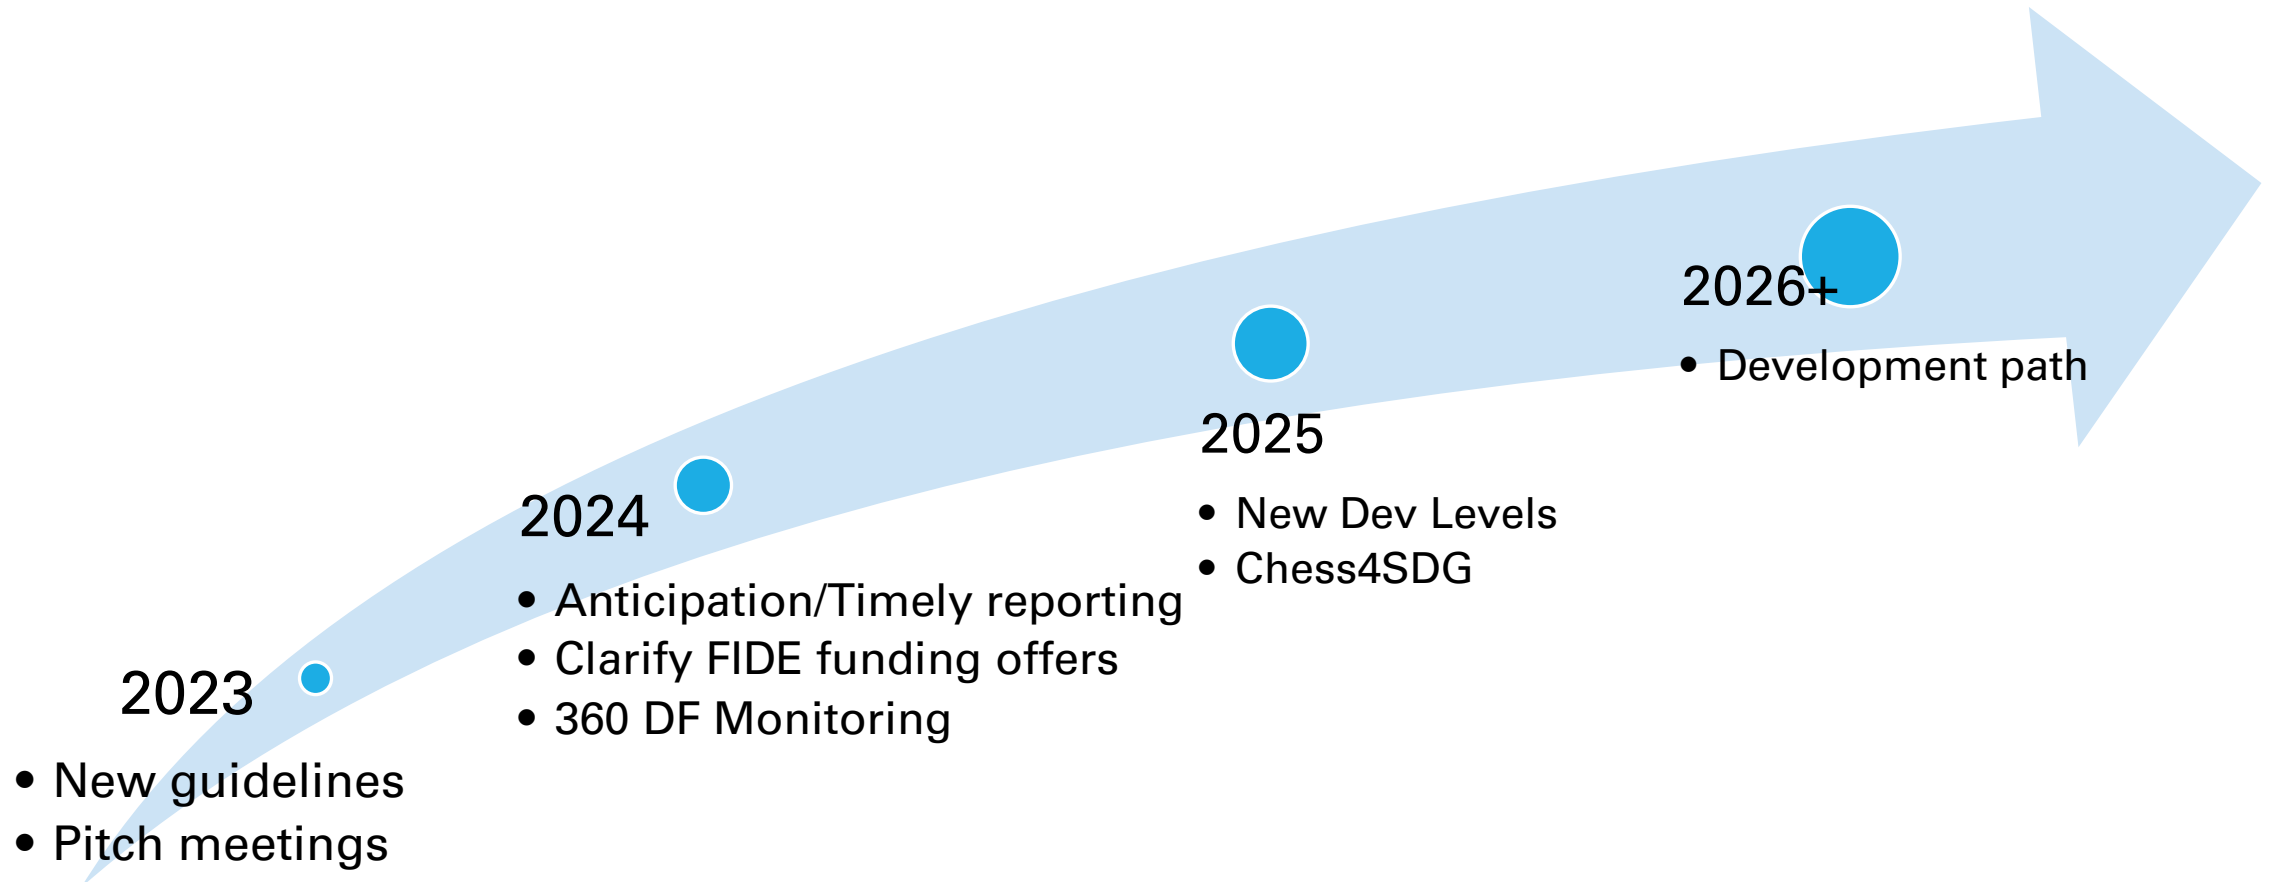 2023
• New guidelines
• Pitch meetings
2024
• Anticipation/Timely reporting
• Clarify FIDE funding offers
• 360 DF Monitoring
2025
• New Dev Levels
• Chess4SDG
2026+
• Development path